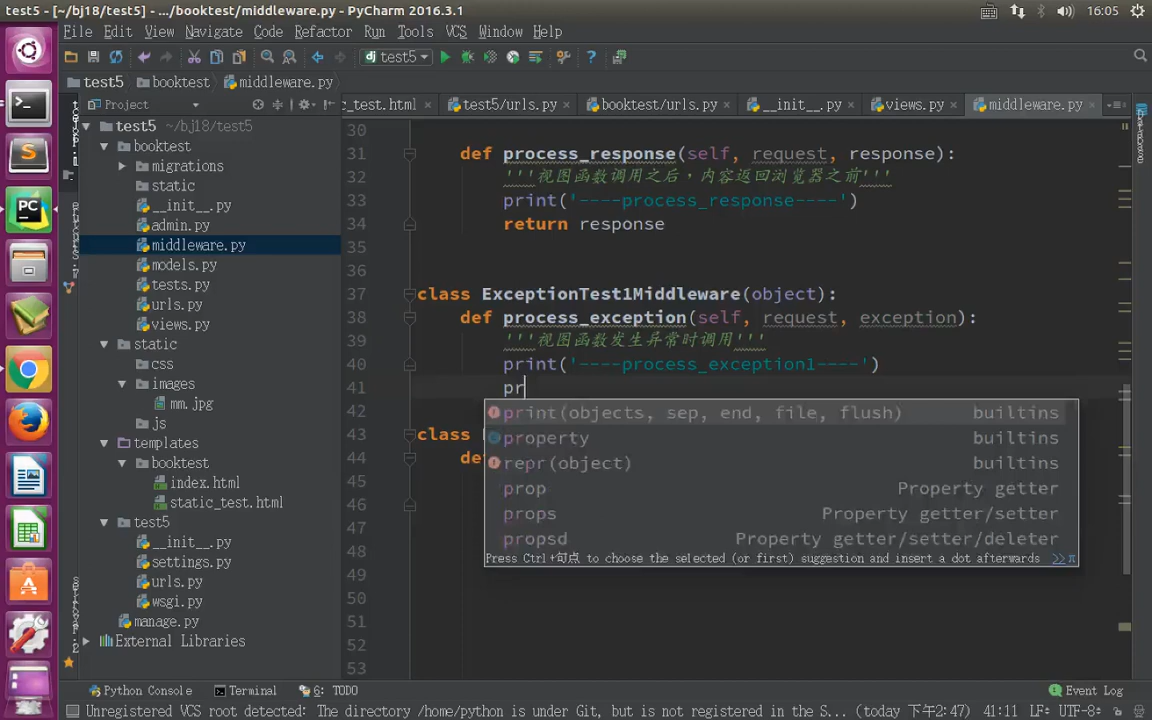 test5 - [~/bj18/test5] - .../booktest/middleware.py - PyCharm 2016.3.1
16:05
File Edit View Navigate Code Refactor Run Tools VCS Window Help
test5
test5 booktest middleware.py
Project
c_test.html test5/urls.py booktest/urls.py __init__.py views.py middleware.py
test5 ~/bj18/test5
booktest
migrations
static
__init__.py
admin.py
middleware.py
models.py
tests.py
urls.py
views.py
static
css
images
mm.jpg
js
templates
booktest
index.html
static_test.html
test5
__init__.py
settings.py
urls.py
wsgi.py
manage.py
External Libraries
30
31 def process_response(self, request, response):
32 '''视图函数调用之后，内容返回浏览器之前'''
33 print('----process_response----')
34 return response
35
36
37 class ExceptionTest1Middleware(object):
38 def process_exception(self, request, exception):
39 '''视图函数发生异常时调用'''
40 print('----process_exception1----')
41 pr
42
43 class
44 de
45
46
47
48
49
50
51
52
53
print(objects, sep, end, file, flush) builtins
property builtins
repr(object) builtins
prop Property getter
props Property getter/setter
propsd Property getter/setter/deleter
Press Ctrl+句点 to choose the selected (or first) suggestion and insert a dot afterwards >> π
Python Console Terminal 6: TODO Event Log
Unregistered VCS root detected: The directory /home/python is under Git, but is not registered in the S... (today 下午2:47) 41:11 LF÷ UTF-8÷